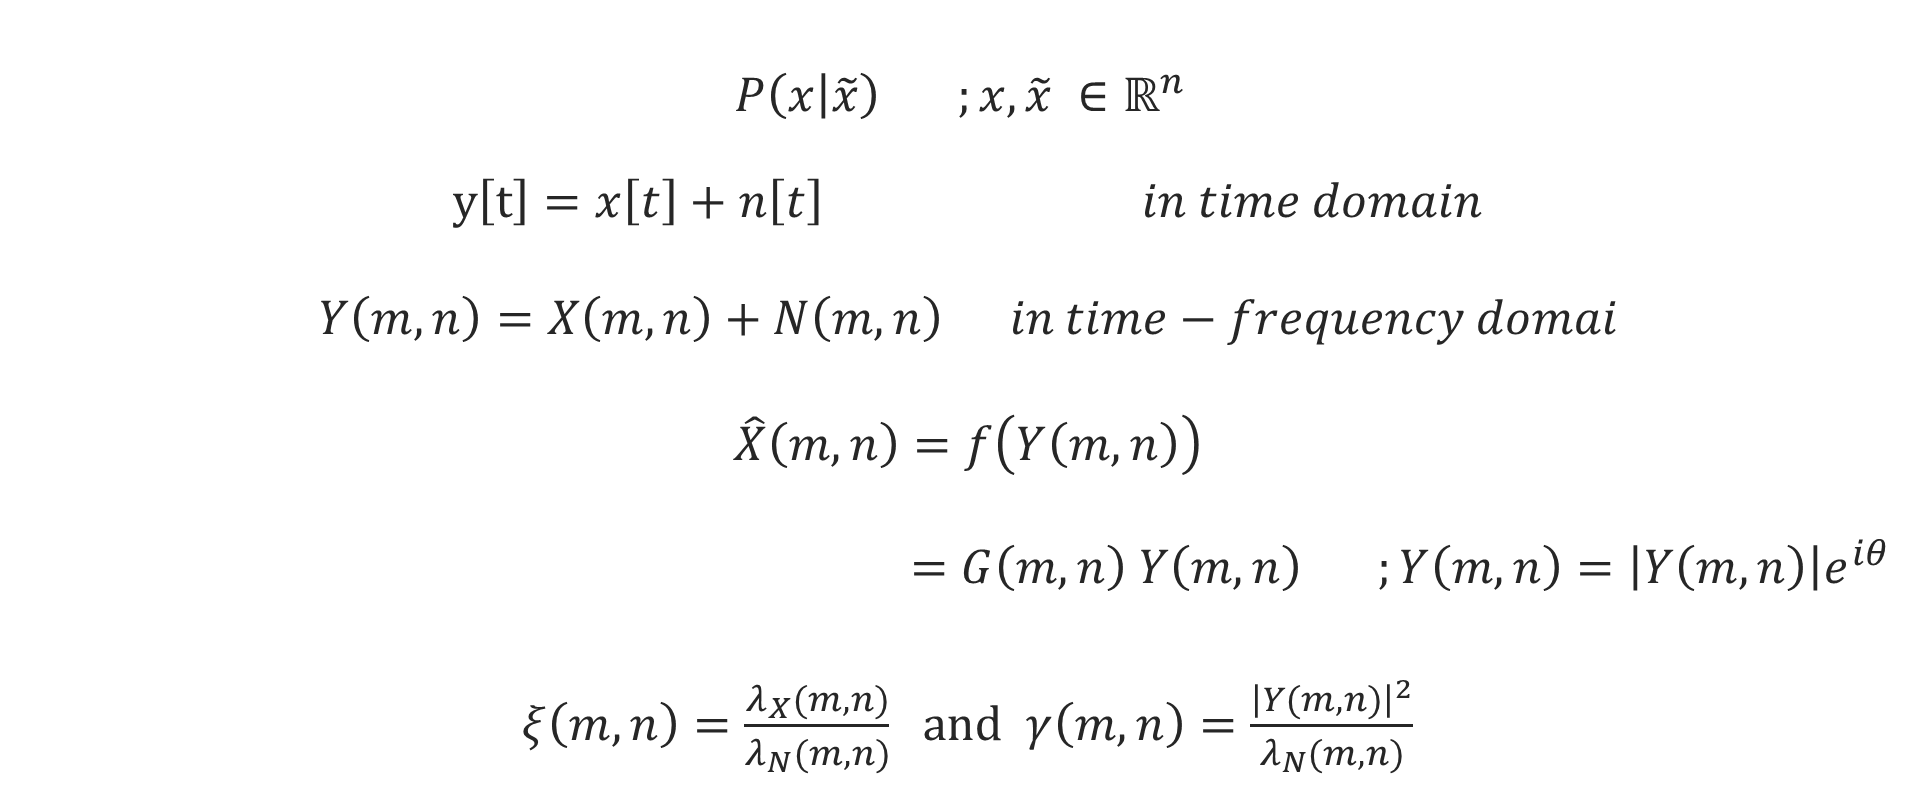 P(x|x̃) ; x, x̃ ∈ ℝⁿ
y[t] = x[t] + n[t] in time domain
Y(m, n) = X(m, n) + N(m, n) in time − frequency domai
X̂(m, n) = f(Y(m, n))
= G(m, n) Y(m, n) ; Y(m, n) = |Y(m, n)|e^{iθ}
ξ(m, n) = λ_X(m,n)/λ_N(m,n) and γ(m, n) = |Y(m,n)|²/λ_N(m,n)